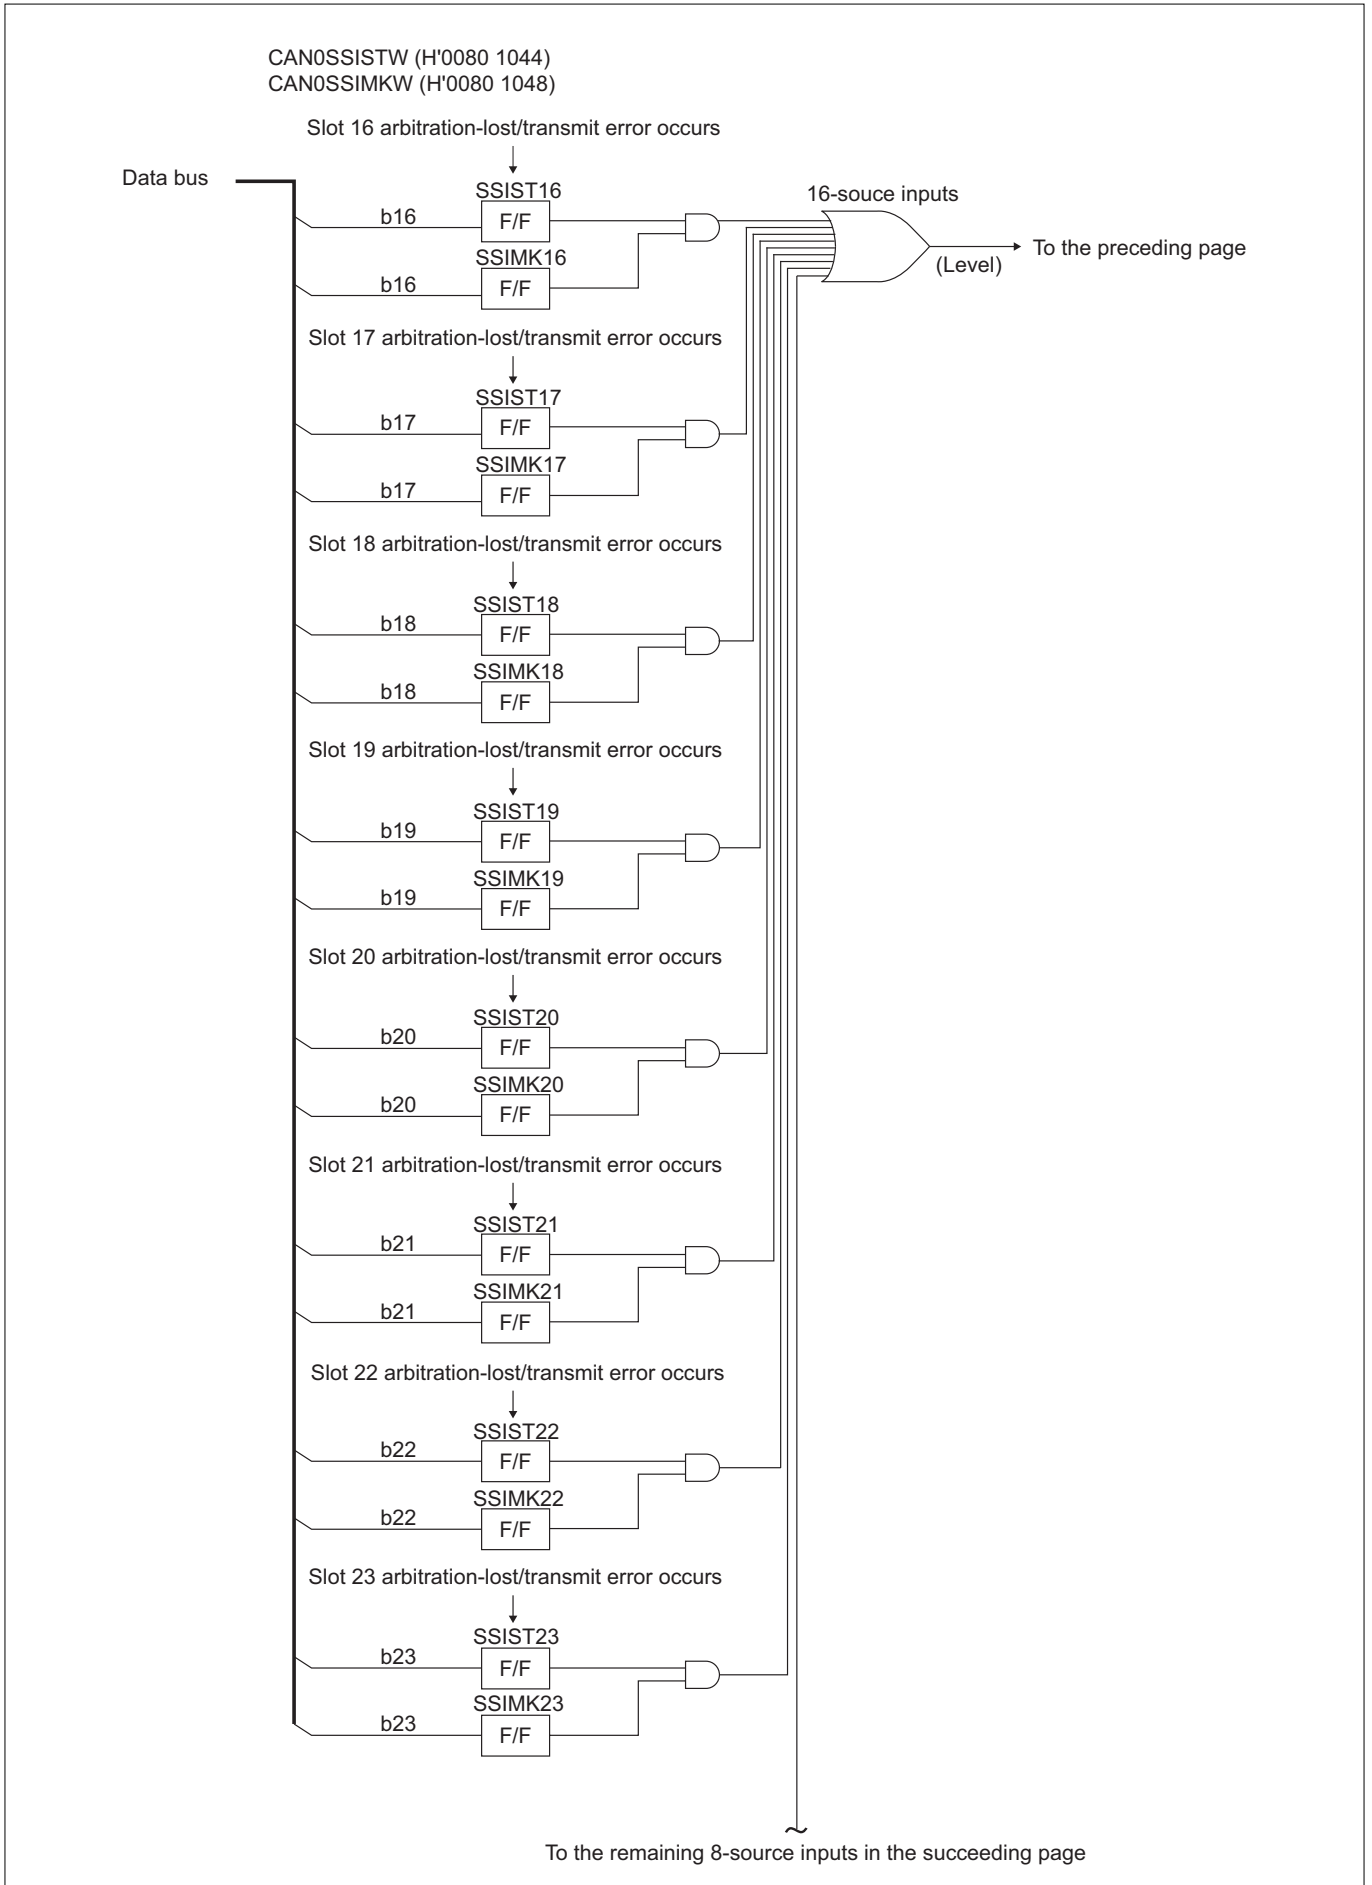 CAN0SSISTW (H'0080 1044)
CAN0SSIMKW (H'0080 1048)
Slot 16 arbitration-lost/transmit error occurs
Data bus
SSIST16
16-souce inputs
b16
F/F
To the preceding page
(Level)
SSIMK16
b16
F/F
Slot 17 arbitration-lost/transmit error occurs
SSIST17
b17
F/F
SSIMK17
b17
F/F
Slot 18 arbitration-lost/transmit error occurs
SSIST18
b18
F/F
SSIMK18
b18
F/F
Slot 19 arbitration-lost/transmit error occurs
SSIST19
b19
F/F
SSIMK19
b19
F/F
Slot 20 arbitration-lost/transmit error occurs
SSIST20
b20
F/F
SSIMK20
b20
F/F
Slot 21 arbitration-lost/transmit error occurs
SSIST21
b21
F/F
SSIMK21
b21
F/F
Slot 22 arbitration-lost/transmit error occurs
SSIST22
b22
F/F
SSIMK22
b22
F/F
Slot 23 arbitration-lost/transmit error occurs
SSIST23
b23
F/F
SSIMK23
b23
F/F
To the remaining 8-source inputs in the succeeding page